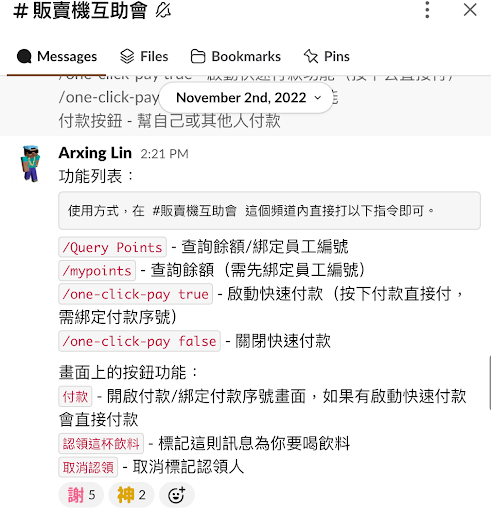 # 販賣機互助會
Messages Files Bookmarks Pins
/one-click-pay true - 啟動快速付款功能（按下去直接付）
/one-click-pay
November 2nd, 2022
能
付款按鈕 - 幫自己或其他人付款
Arxing Lin 2:21 PM
功能列表：
使用方式，在 #販賣機互助會 這個頻道內直接打以下指令即可。
/Query Points - 查詢餘額/綁定員工編號
/mypoints - 查詢餘額（需先綁定員工編號）
/one-click-pay true - 啟動快速付款（按下付款直接付，
需綁定付款序號）
/one-click-pay false - 關閉快速付款
畫面上的按鈕功能：
付款 - 開啟付款/綁定付款序號畫面，如果有啟動快速付款
會直接付款
認領這杯飲料 - 標記這則訊息為你要喝飲料
取消認領 - 取消標記認領人
謝 5 神 2